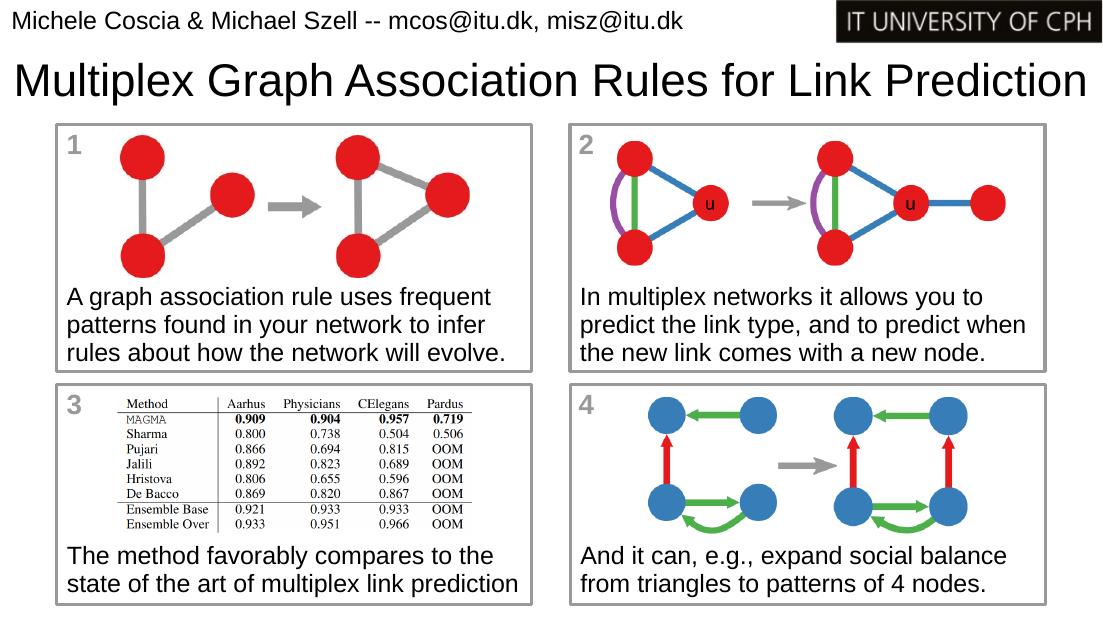 Michele Coscia & Michael Szell -- mcos@itu.dk, misz@itu.dk
IT UNIVERSITY OF CPH
Multiplex Graph Association Rules for Link Prediction
1
A graph association rule uses frequent
patterns found in your network to infer
rules about how the network will evolve.
2
u
u
In multiplex networks it allows you to
predict the link type, and to predict when
the new link comes with a new node.
3
Method Aarhus Physicians CElegans Pardus
MAGMA 0.909 0.904 0.957 0.719
Sharma 0.800 0.738 0.504 0.506
Pujari 0.866 0.694 0.815 OOM
Jalili 0.892 0.823 0.689 OOM
Hristova 0.806 0.655 0.596 OOM
De Bacco 0.869 0.820 0.867 OOM
Ensemble Base 0.921 0.933 0.933 OOM
Ensemble Over 0.933 0.951 0.966 OOM
The method favorably compares to the
state of the art of multiplex link prediction
4
And it can, e.g., expand social balance
from triangles to patterns of 4 nodes.